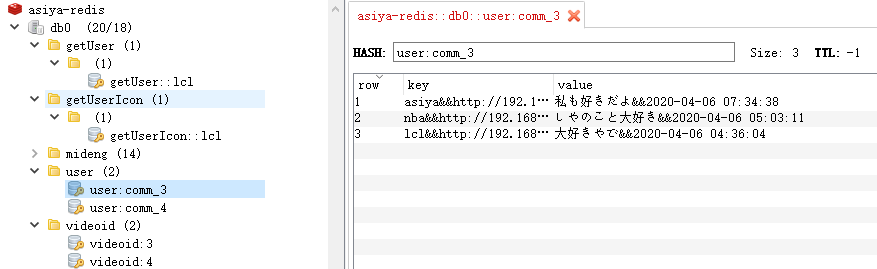 asiya-redis
db0 (20/18)
getUser (1)
(1)
getUser::lcl
getUserIcon (1)
(1)
getUserIcon::lcl
mideng (14)
user (2)
user:comm_3
user:comm_4
videoid (2)
videoid:3
videoid:4
asiya-redis::db0::user:comm_3
HASH: user:comm_3 Size: 3 TTL: -1
row key value
1 asiya&&http://192.1··· 私も好きだよ&&2020-04-06 07:34:38
2 nba&&http://192.168··· しゃのこと大好き&&2020-04-06 05:03:11
3 lcl&&http://192.168··· 大好きやで&&2020-04-06 04:36:04